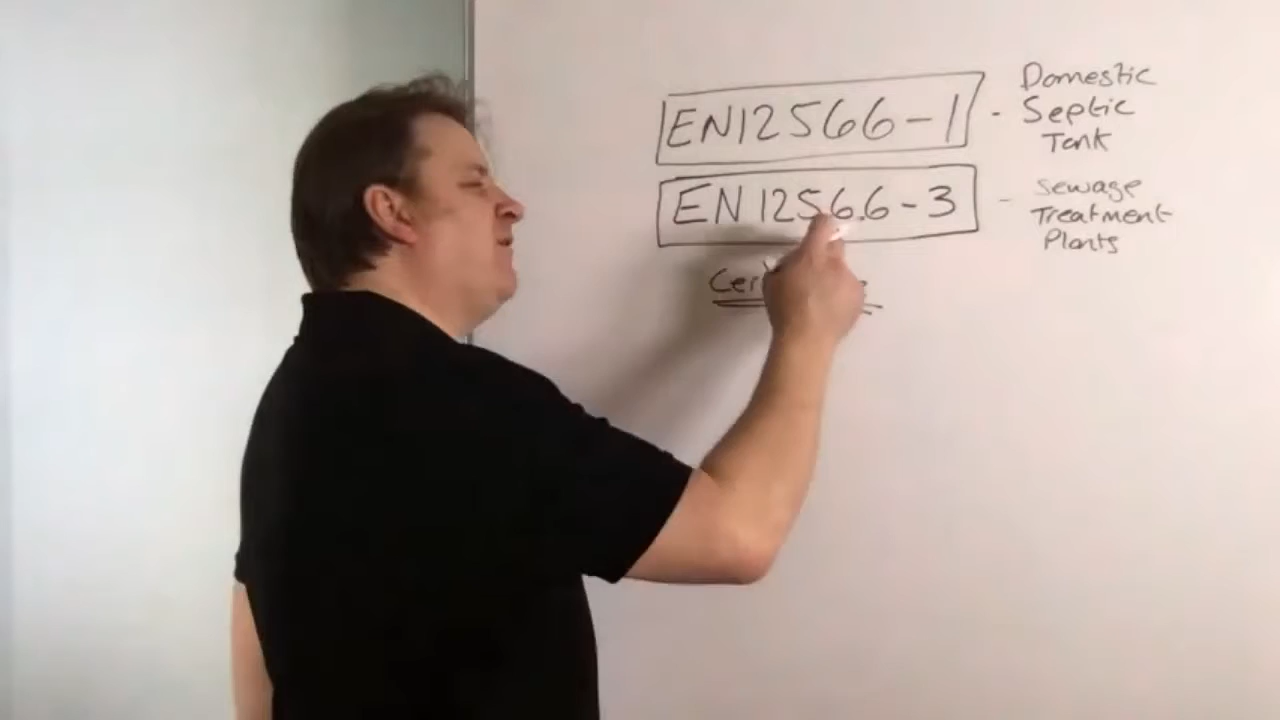 EN12566-1 - Domestic
Septic
Tank
EN12566-3 - Sewage
Treatment
Plants